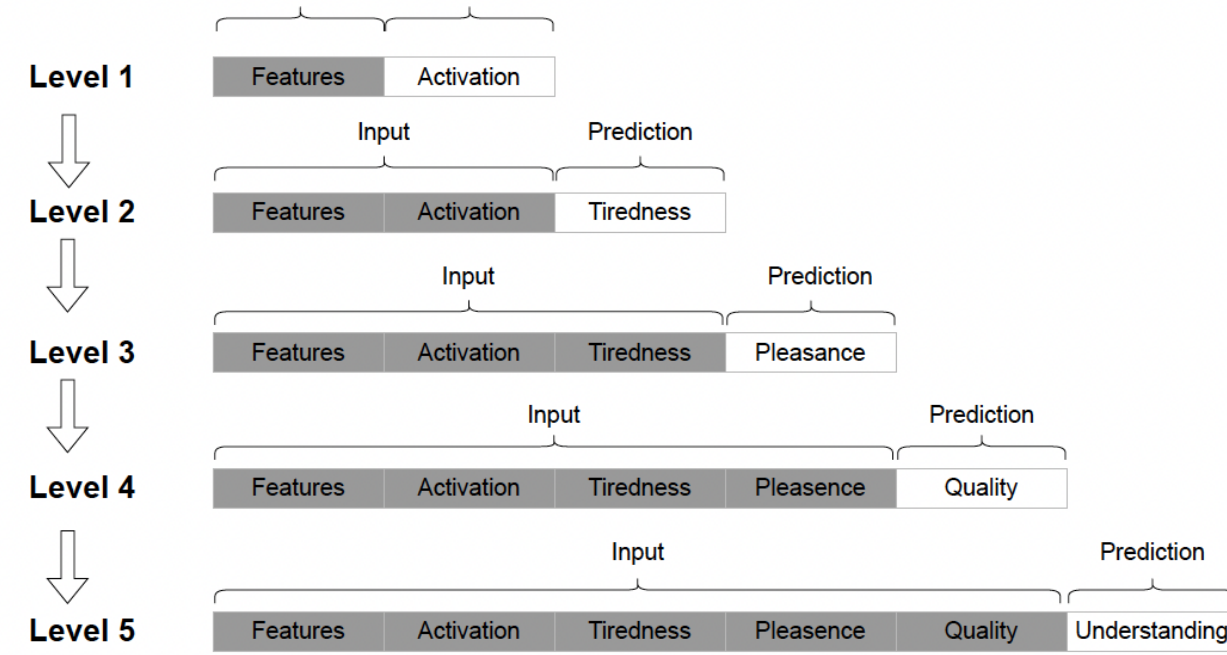 Level 1 Features Activation
Input Prediction
Level 2 Features Activation Tiredness
Input Prediction
Level 3 Features Activation Tiredness Pleasance
Input Prediction
Level 4 Features Activation Tiredness Pleasence Quality
Input Prediction
Level 5 Features Activation Tiredness Pleasence Quality Understanding